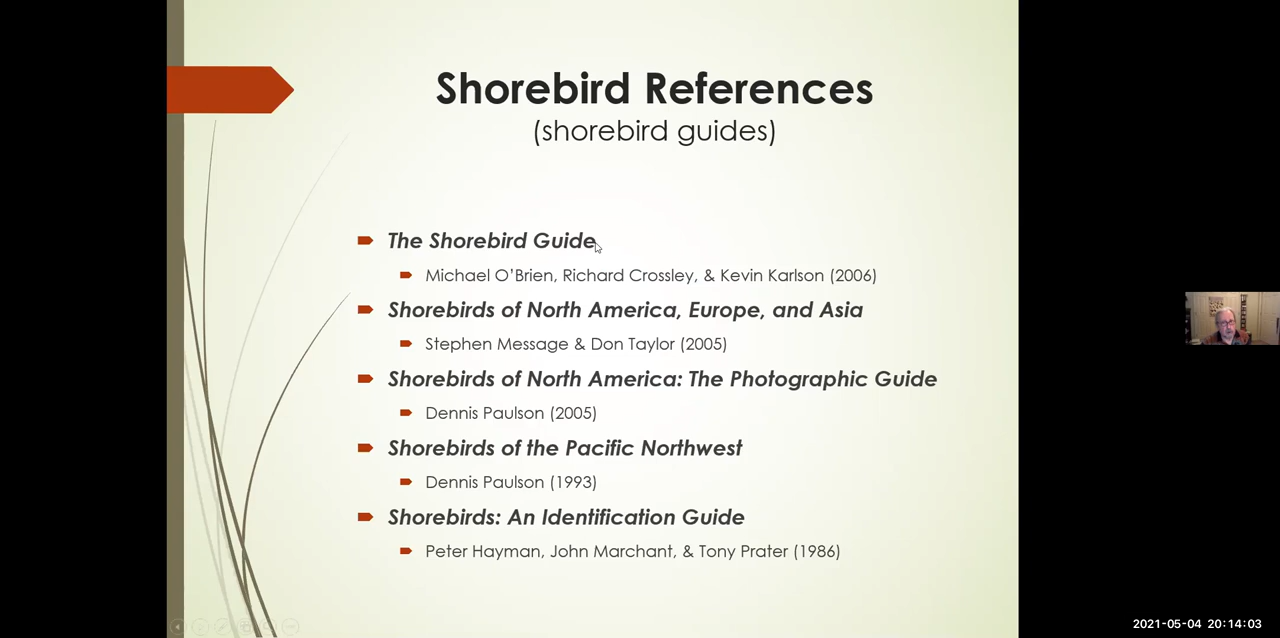 Shorebird References
(shorebird guides)
The Shorebird Guide
Michael O’Brien, Richard Crossley, & Kevin Karlson (2006)
Shorebirds of North America, Europe, and Asia
Stephen Message & Don Taylor (2005)
Shorebirds of North America: The Photographic Guide
Dennis Paulson (2005)
Shorebirds of the Pacific Northwest
Dennis Paulson (1993)
Shorebirds: An Identification Guide
Peter Hayman, John Marchant, & Tony Prater (1986)
2021-05-04 20:14:03